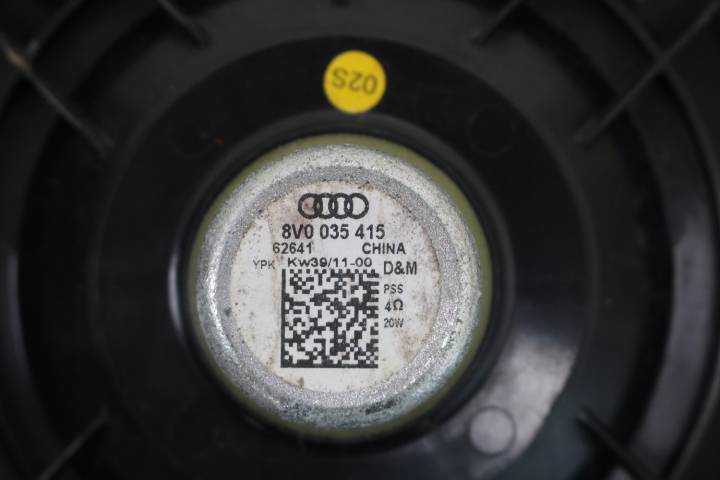 02S
8V0 035 415
62641 CHINA
YPK Kw39/11-00 D&M
PSS
4Ω
20W